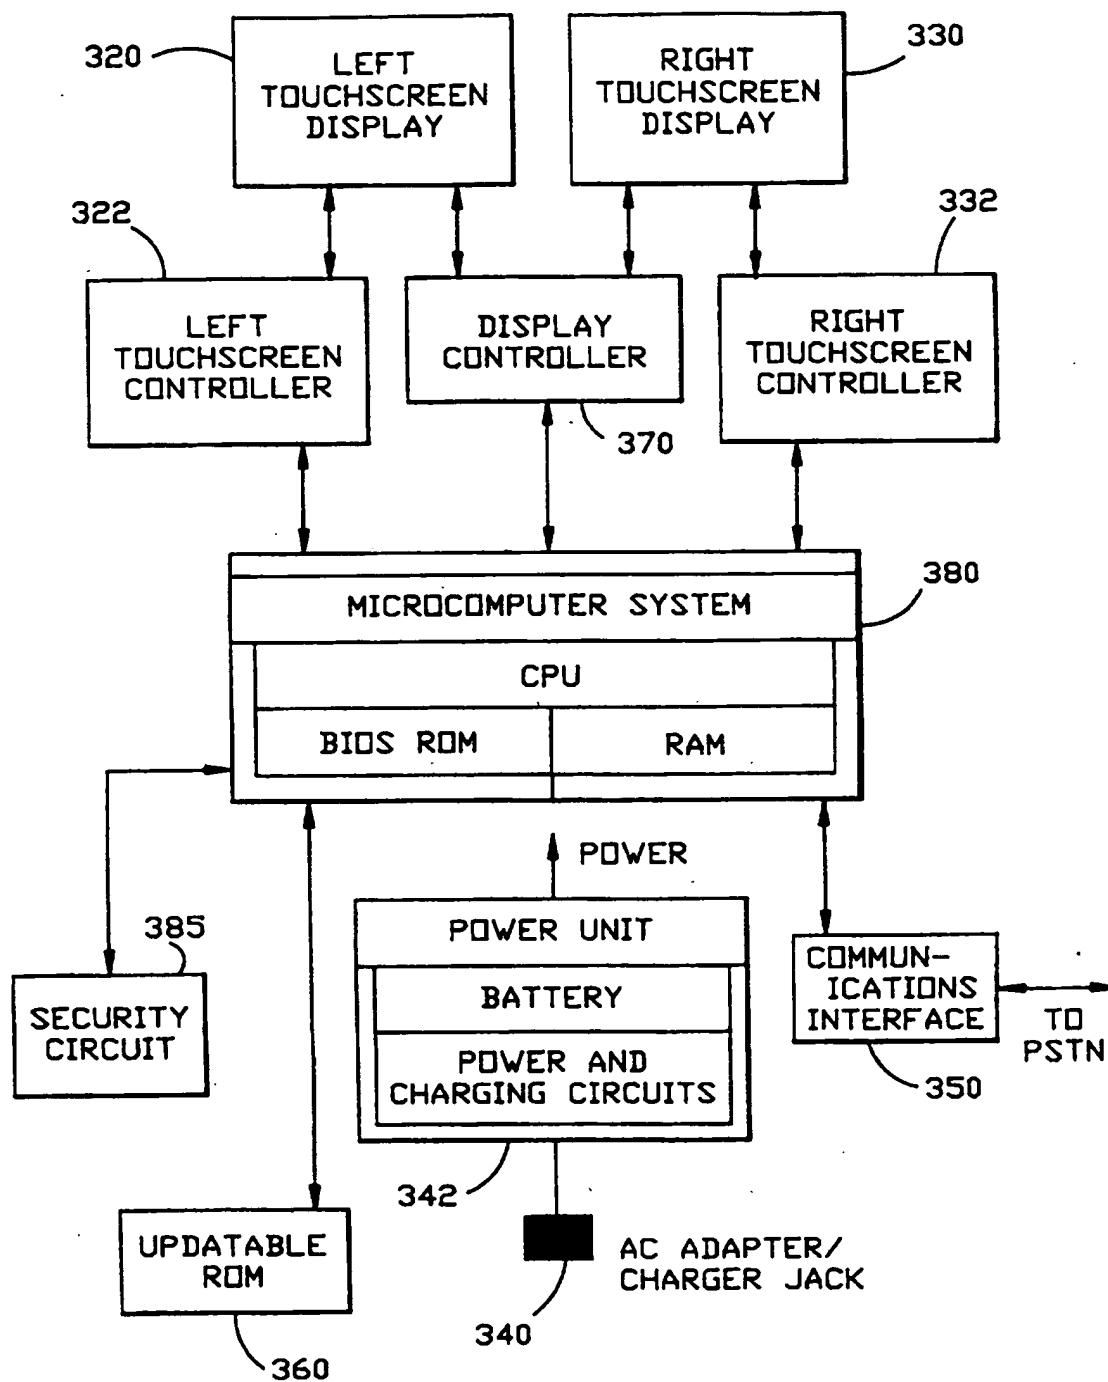 320
LEFT
TOUCHSCREEN
DISPLAY
RIGHT
TOUCHSCREEN
DISPLAY
330
322
LEFT
TOUCHSCREEN
CONTROLLER
DISPLAY
CONTROLLER
370
332
RIGHT
TOUCHSCREEN
CONTROLLER
380
MICROCOMPUTER SYSTEM
CPU
BIOS ROM
RAM
POWER
385
SECURITY
CIRCUIT
POWER UNIT
BATTERY
POWER AND
CHARGING CIRCUITS
342
COMMUN-
ICATIONS
INTERFACE
350
TO
PSTN
UPDATABLE
ROM
360
AC ADAPTER/
CHARGER JACK
340